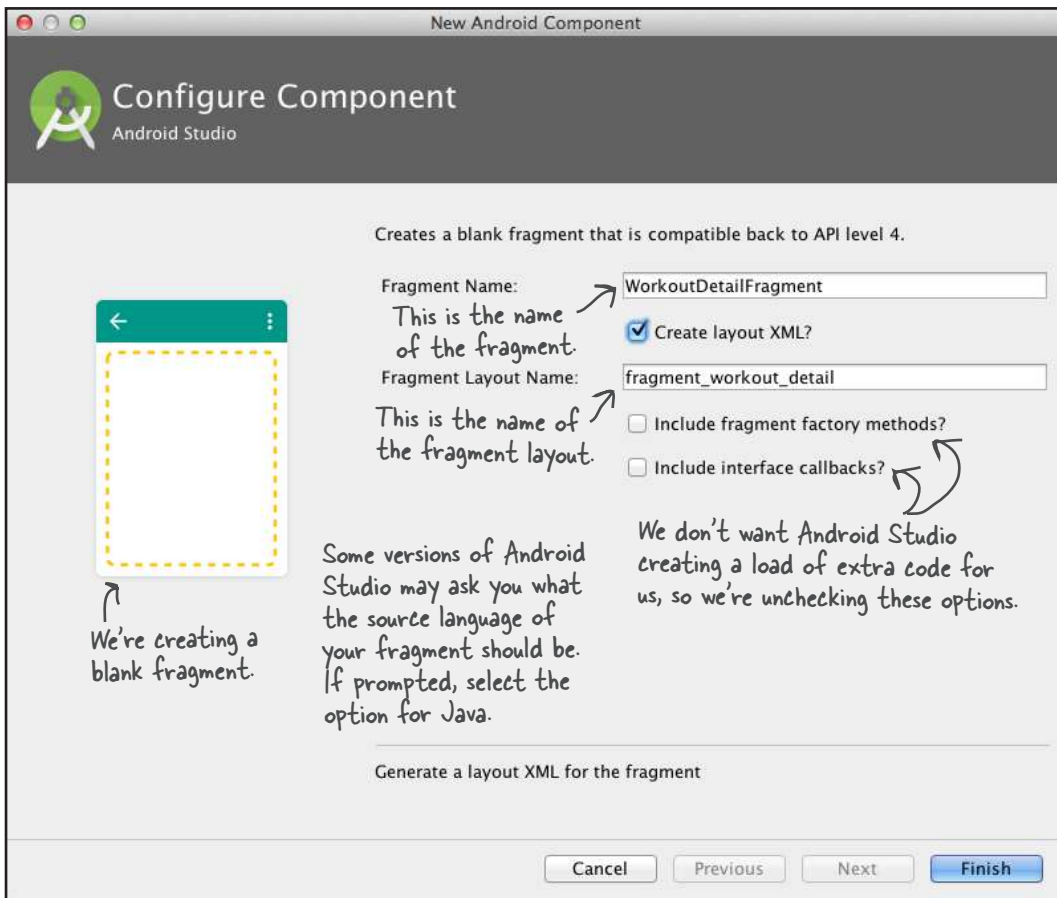 New Android Component
Configure Component
Android Studio
Creates a blank fragment that is compatible back to API level 4.
Fragment Name:
WorkoutDetailFragment
This is the name
of the fragment.
Create layout XML?
Fragment Layout Name:
fragment_workout_detail
This is the name of
the fragment layout.
Include fragment factory methods?
Include interface callbacks?
We don't want Android Studio
creating a load of extra code for
us, so we're unchecking these options.
Some versions of Android
Studio may ask you what
the source language of
your fragment should be.
If prompted, select the
option for Java.
We're creating a
blank fragment.
Generate a layout XML for the fragment
Cancel
Previous
Next
Finish